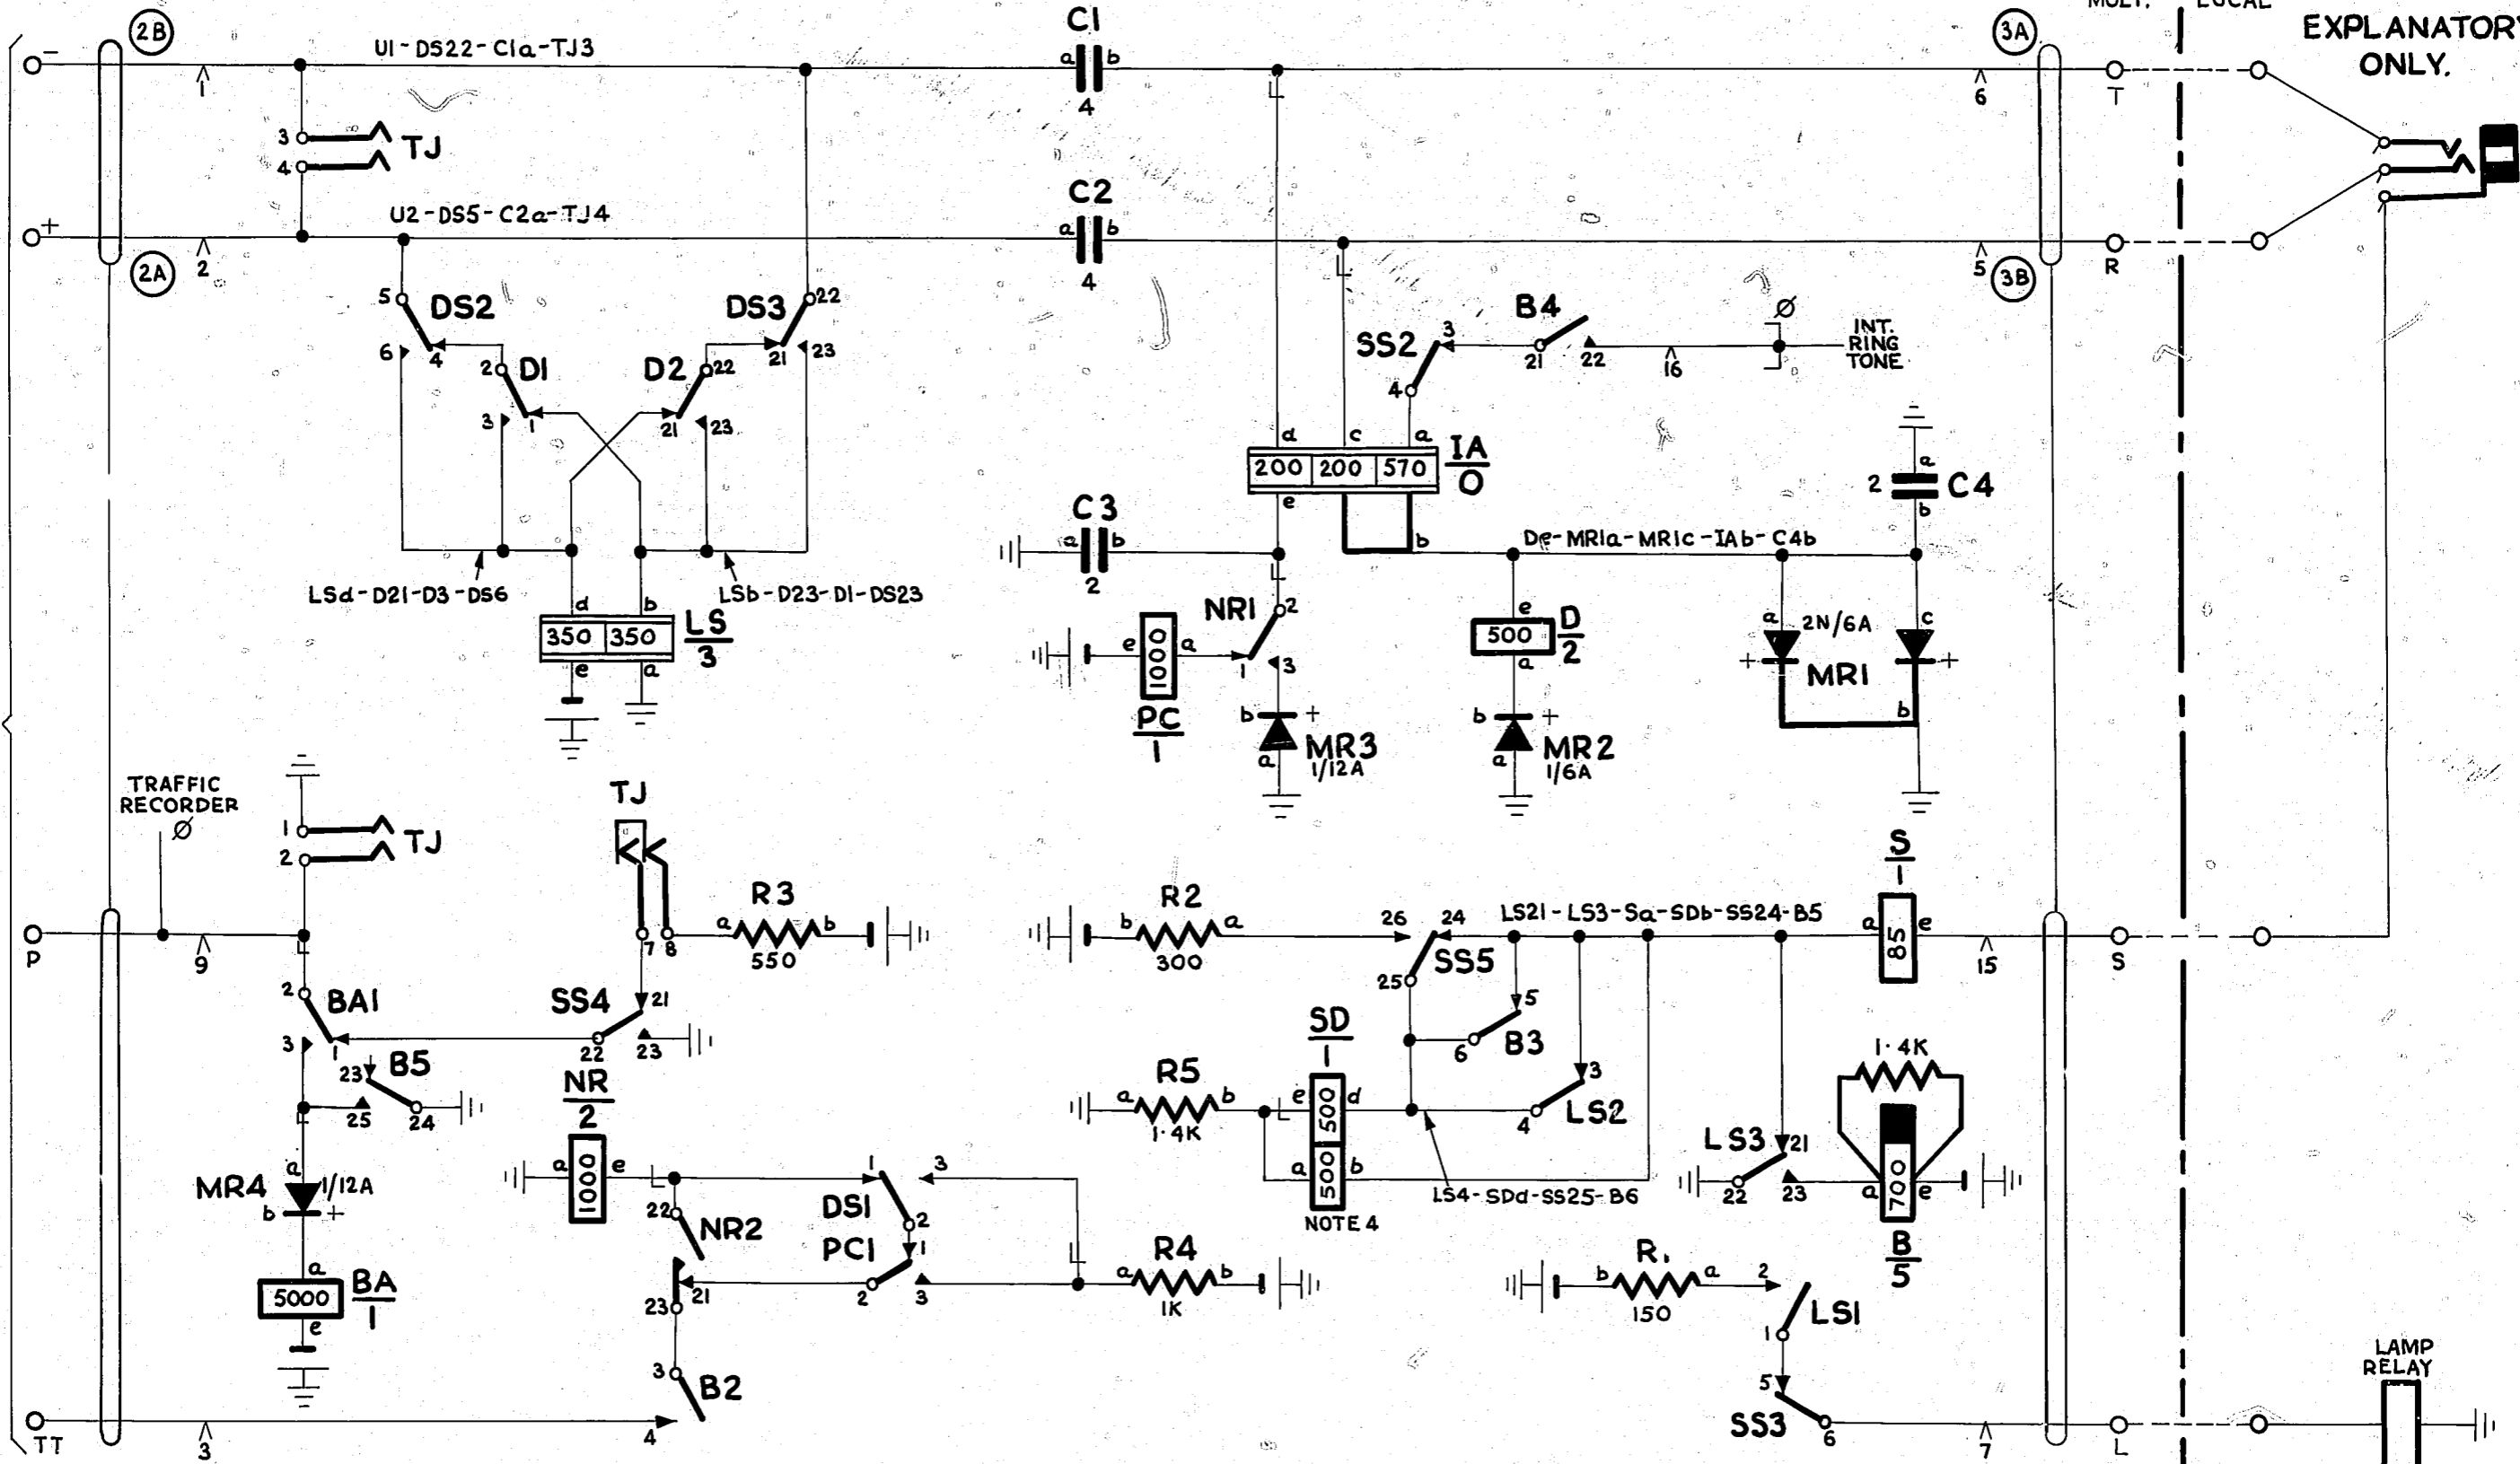 MULT. LOCAL
EXPLANATORY
ONLY.
2B
U1-DS22-C1a-TJ3
C1
a b
4
3A
−
1
6
T
3
4
TJ
C2
a b
4
U2-DS5-C2a-TJ4
+
2A
2
5
3B
R
5 DS2
6 4
2 D1
3 1
D2 22
21 23
DS3 22
21 23
SS2 3
4
B4
21 22
16
INT.
RING
TONE
d c a
200 200 570
IA
0
e b
C3
a b
2
De-MR1a-MR1c-IAb-C4b
a
2 C4
b
LSd-D21-D3-DS6
LSb-D23-D1-DS23
d b
350 350
LS
3
e a
NR1 2
1 3
e 1000 a
PC
1
b +
MR3
a 1/12A
e
500
D
2
a
b +
MR2
a 1/6A
a 2N/6A c
+ MR1 +
b
TRAFFIC
RECORDER
1
2
TJ
TJ
7 8
R3
a b
550
R2
b a
300
26 24
SS5
25
LS21-LS3-Sa-SDb-SS24-B5
S
1
a 85 e
15
S
P
9
2 BA1
3 1
SS4 21
22 23
5
6 B3
23 B5
25 24
NR
2
a 1000 e
R5
a b
1·4K
SD
1
e 500 d
a 500 b
NOTE 4
3
4 LS2
LS4-SDd-SS25-B6
LS3 21
22 23
1·4K
a 700 e
B
5
MR4 a 1/12A
b +
22 NR2
23 21
1 3
DS1 2
PC1 1
2 3
R4
a b
1K
a
5000
BA
1
e
R1
b a
150
2
LS1
1
3 B2
4
5
SS3 6
TT
3
7
L
LAMP
RELAY